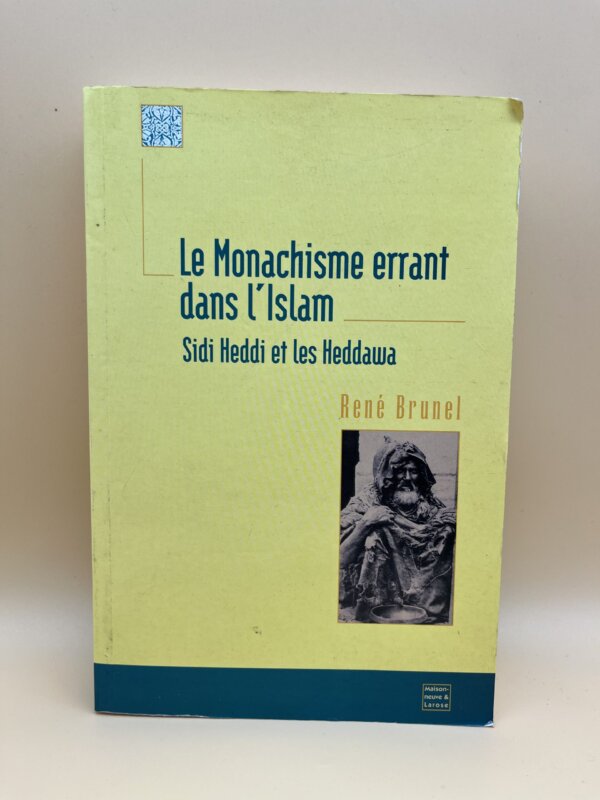 Le Monachisme errant
dans l'Islam
Sidi Heddi et les Heddawa
René Brunel
Maison-
neuve &
Larose